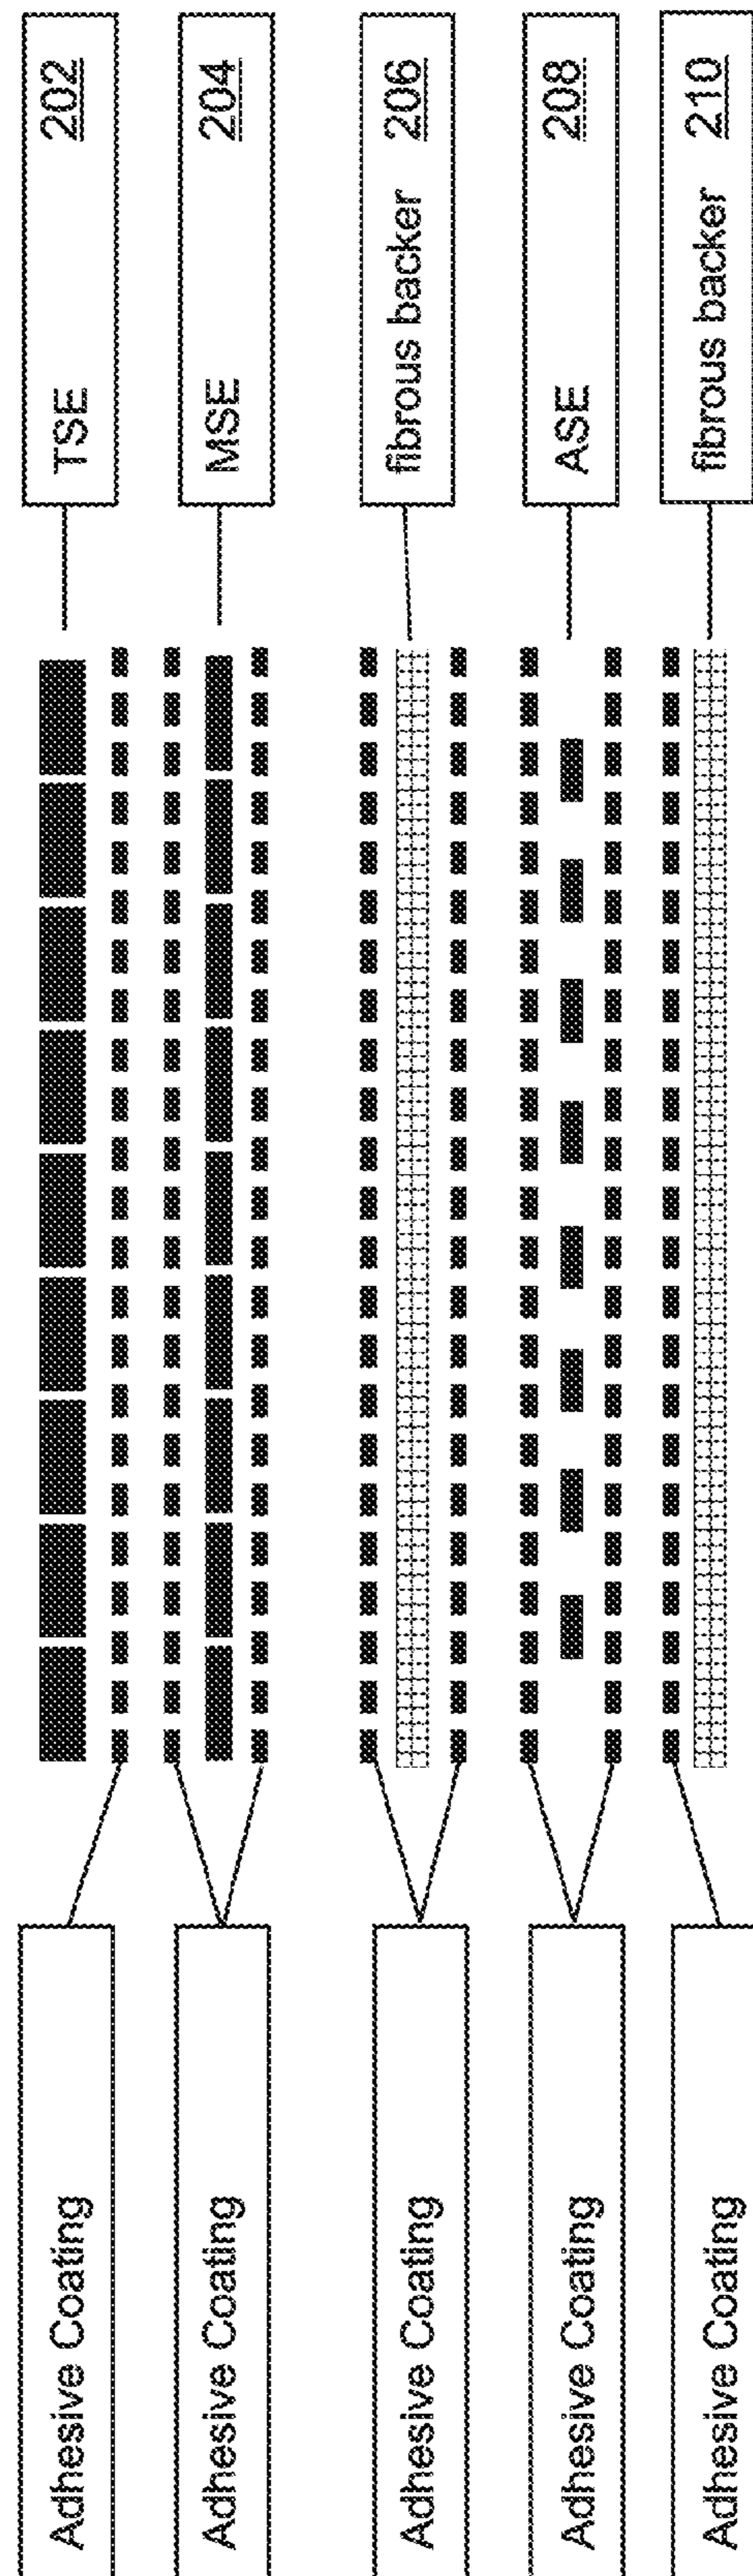 Adhesive Coating
TSE 202
Adhesive Coating
MSE 204
Adhesive Coating
fibrous backer 206
Adhesive Coating
ASE 208
Adhesive Coating
fibrous backer 210